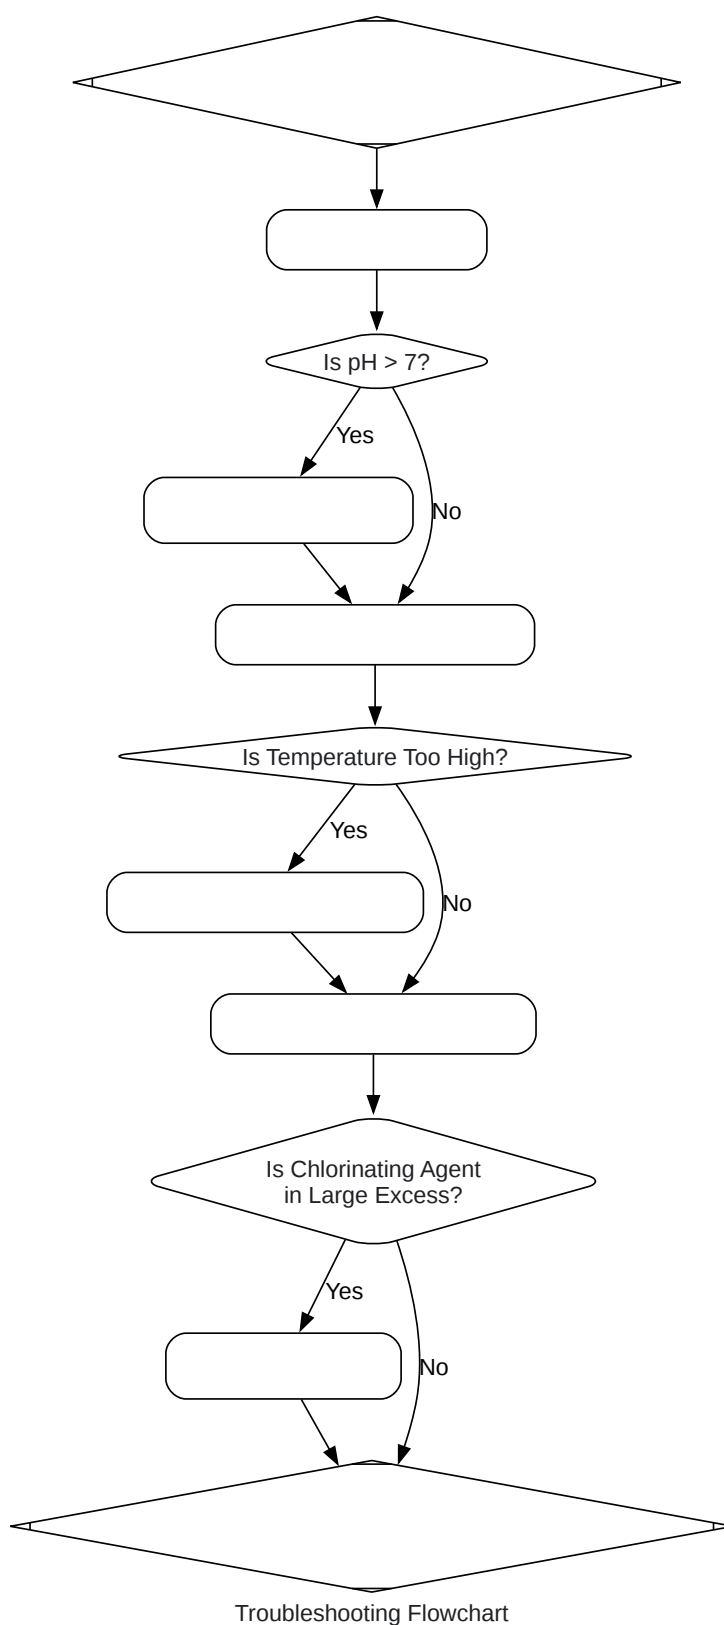 Is pH > 7?
Yes
No
Is Temperature Too High?
Yes
No
Is Chlorinating Agent
in Large Excess?
Yes
No
Troubleshooting Flowchart